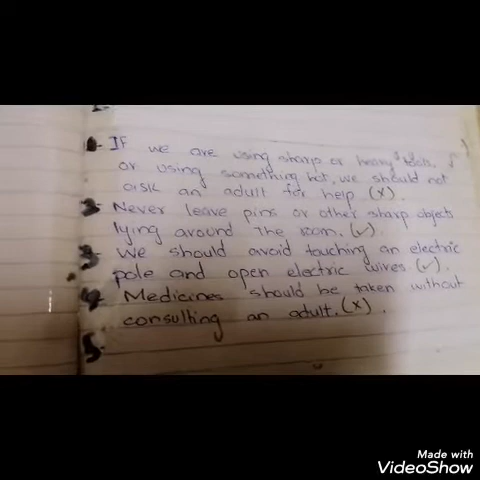 1. If we are using sharp or heavy tools,
or using something hot, we should not
ask an adult for help (x).
2. Never leave pins or other sharp objects
lying around the room. (✓)
3. We should avoid touching an electric
pole and open electric wires (✓).
4. Medicines should be taken without
consulting an adult. (x).
5.
Made with
VideoShow